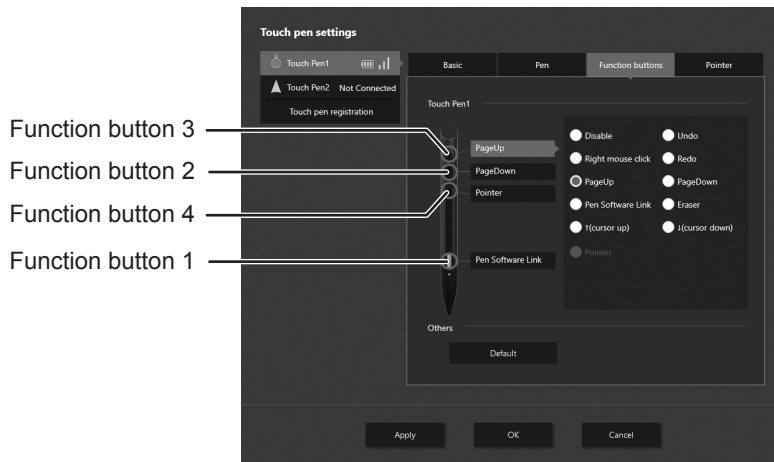 Touch pen settings
Touch Pen1
Touch Pen2 Not Connected
Touch pen registration
Basic Pen Function buttons Pointer
Touch Pen1
Function button 3
Function button 2
Function button 4
Function button 1
PageUp
PageDown
Pointer
Pen Software Link
Disable Undo
Right mouse click Redo
PageUp PageDown
Pen Software Link Eraser
↑(cursor up) ↓(cursor down)
Pointer
Others
Default
Apply OK Cancel